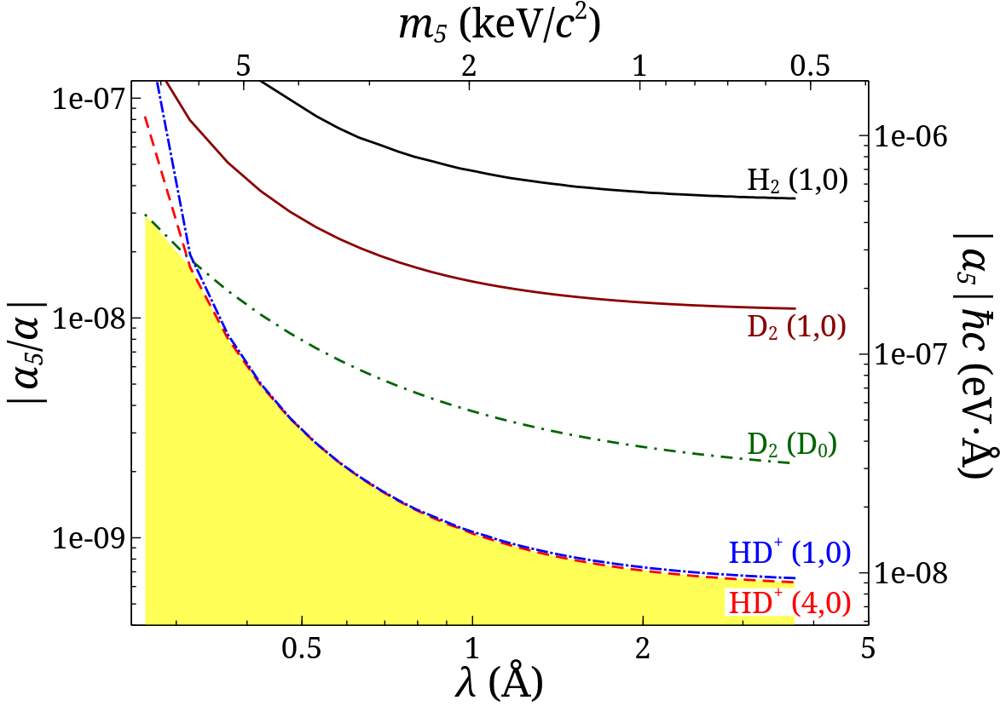 m₅ (keV/c²)
5 2 1 0.5
1e-07
1e-06
H₂ (1,0)
|α₅/α|
|α₅|ħc (eV·Å)
1e-08
D₂ (1,0)
1e-07
D₂ (D₀)
1e-09
HD⁺ (1,0)
1e-08
HD⁺ (4,0)
0.5 1 2 5
λ (Å)